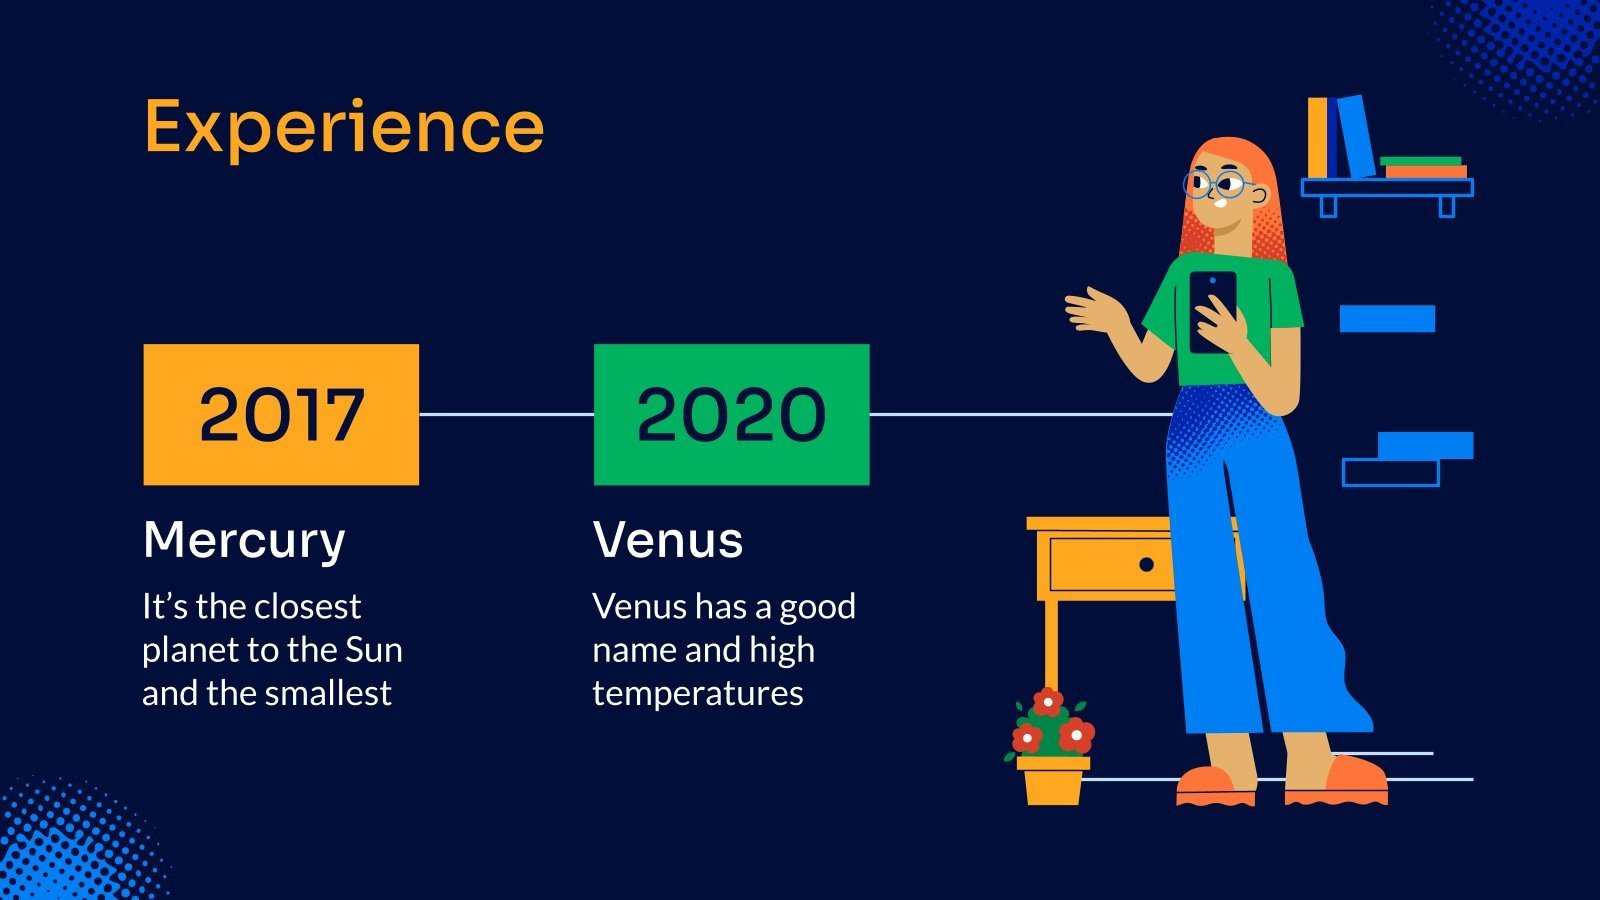 Experience
2017
2020
Mercury
It’s the closest
planet to the Sun
and the smallest
Venus
Venus has a good
name and high
temperatures